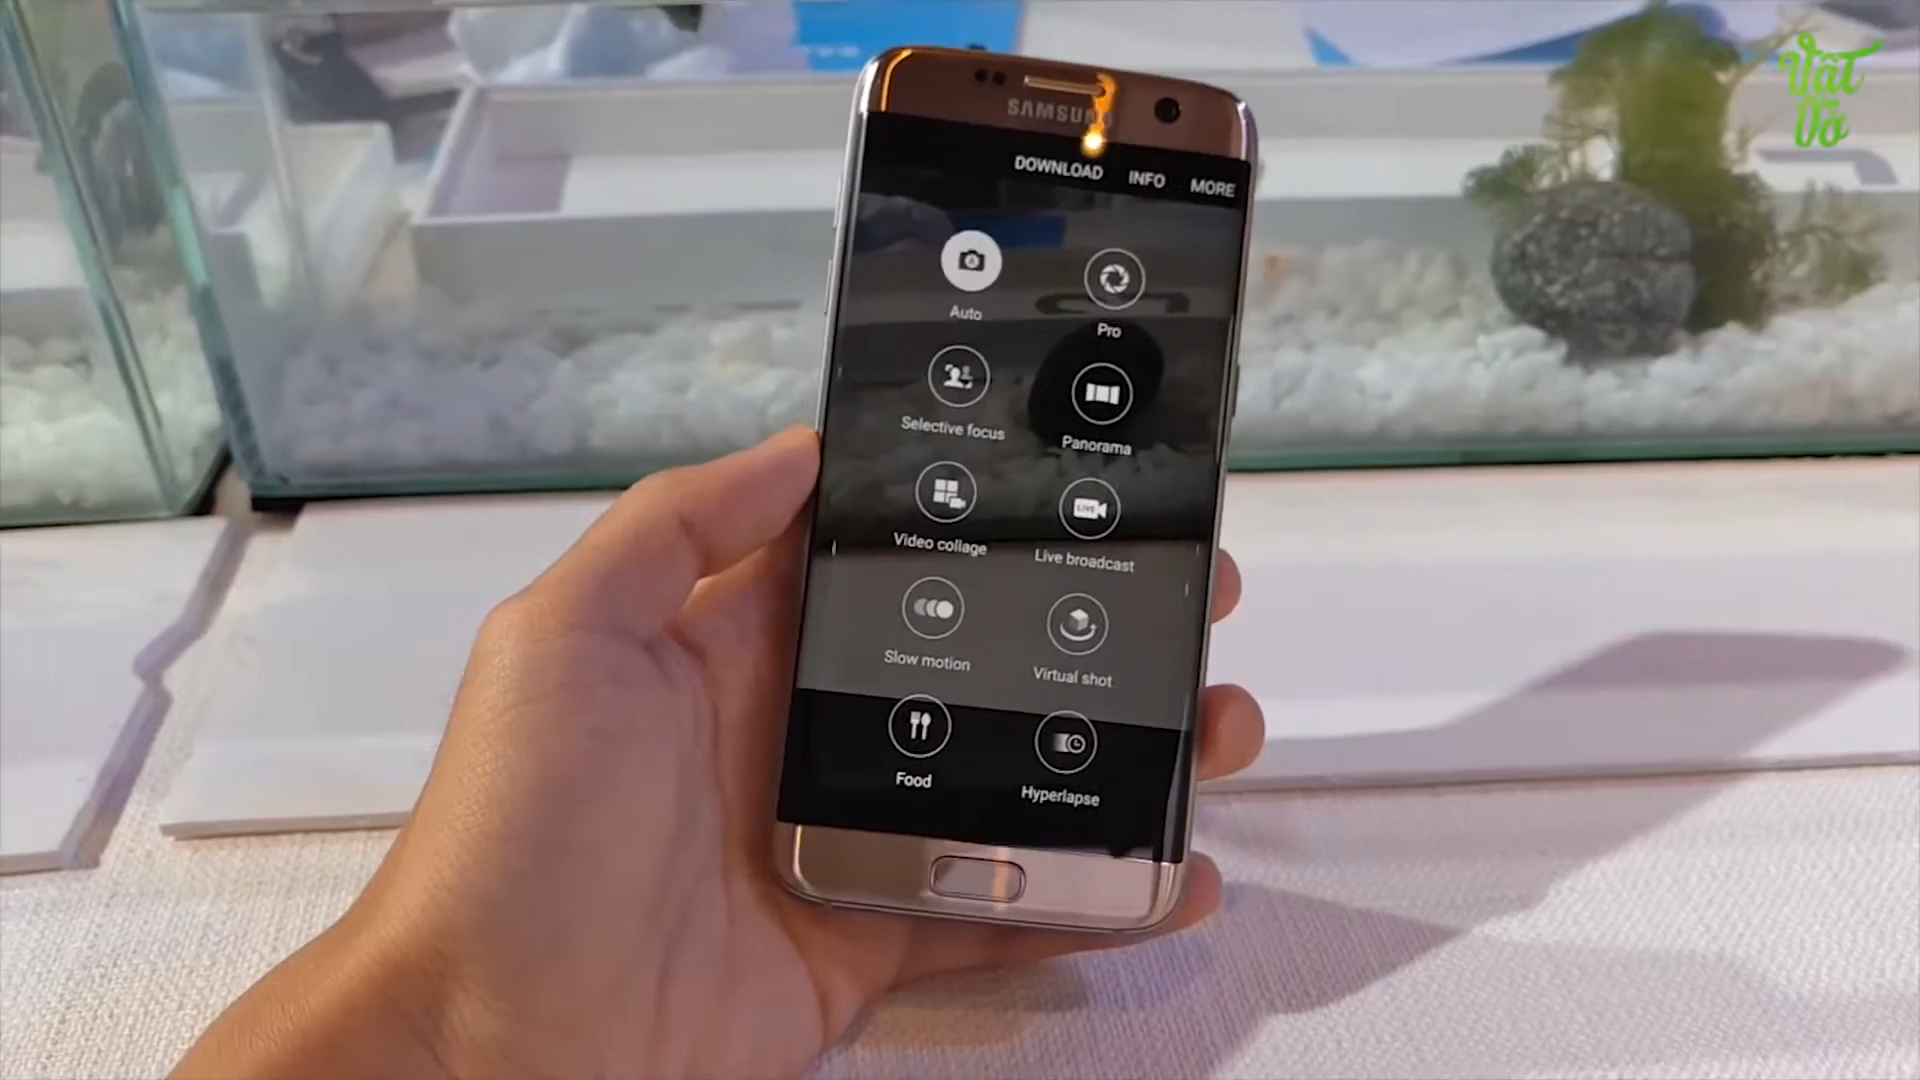 Vật
Vờ
SAMSUNG
DOWNLOAD INFO MORE
Auto
Pro
Selective focus
Panorama
Video collage
LIVE
Live broadcast
Slow motion
Virtual shot
Food
Hyperlapse